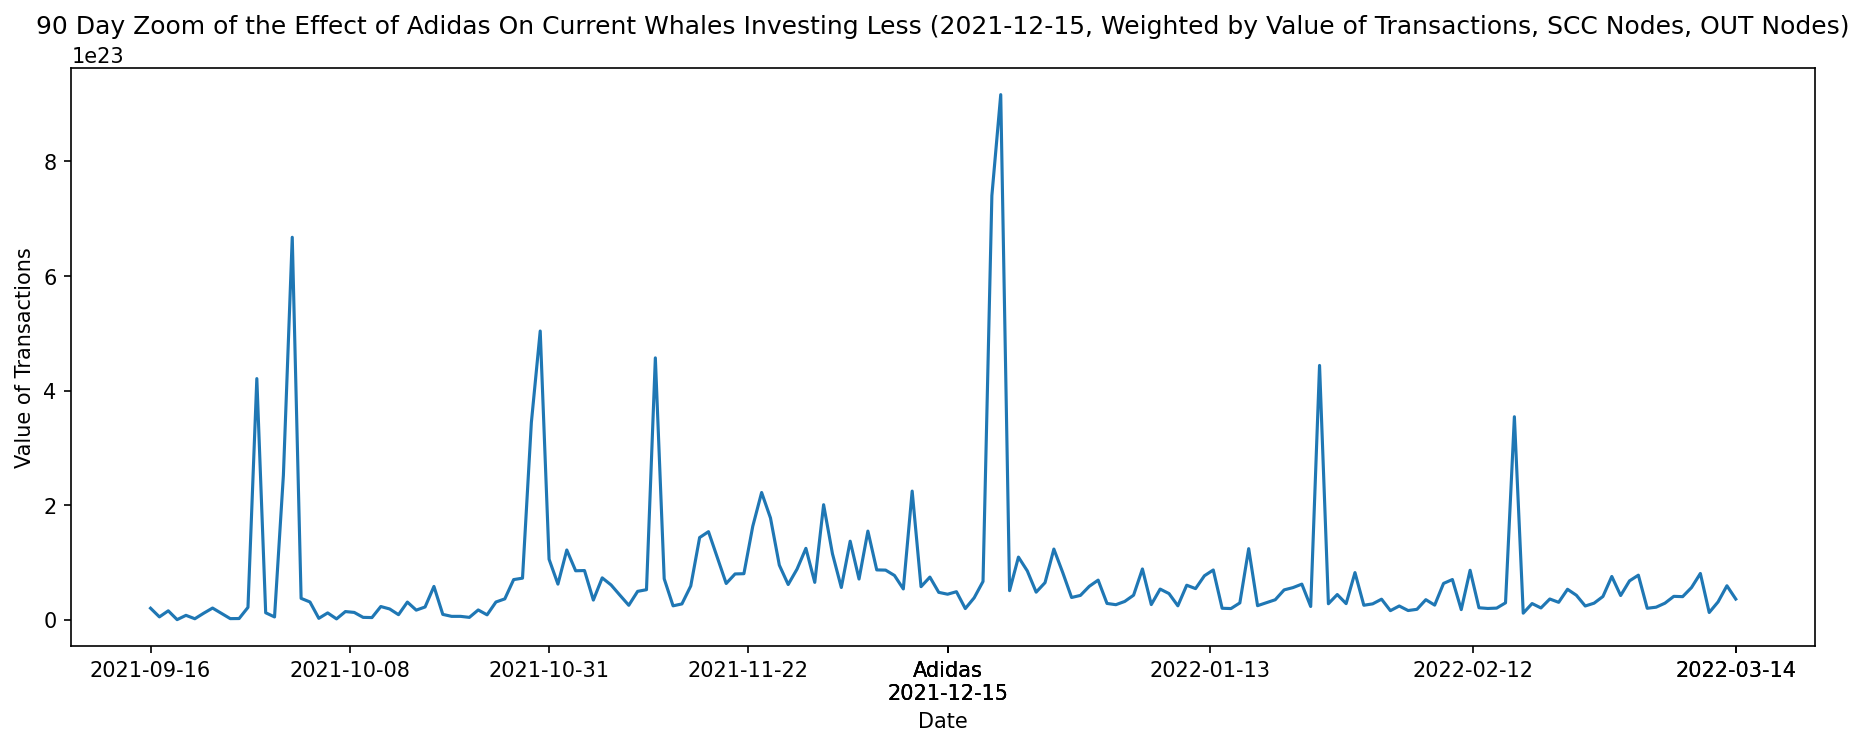 90 Day Zoom of the Effect of Adidas On Current Whales Investing Less (2021-12-15, Weighted by Value of Transactions, SCC Nodes, OUT Nodes)
1e23
8
6
4
2
0
Value of Transactions
2021-09-16
2021-10-08
2021-10-31
2021-11-22
Adidas
2021-12-15
2022-01-13
2022-02-12
2022-03-14
Date